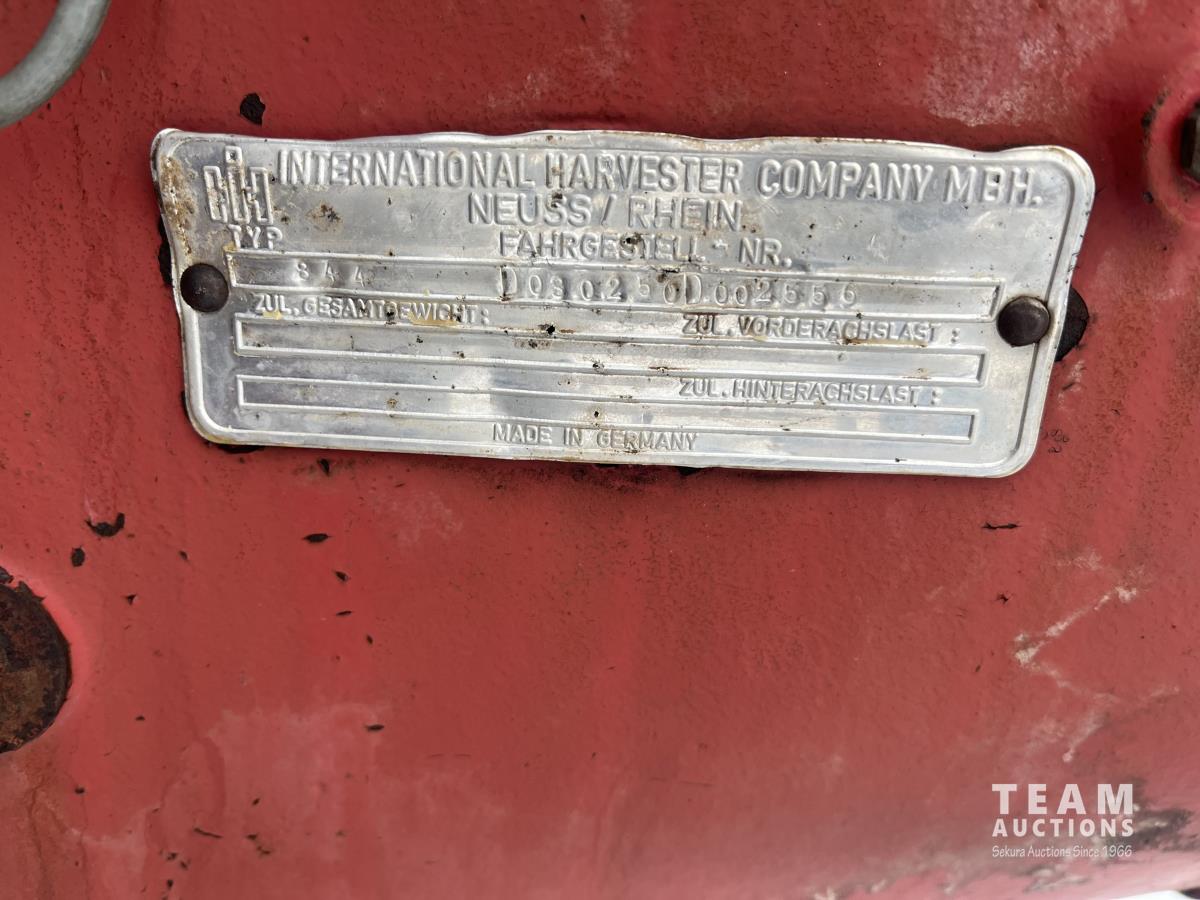 IH INTERNATIONAL HARVESTER COMPANY MBH.
NEUSS / RHEIN
TYP FAHRGESTELL - NR.
844 D030250D002556
ZUL. GESAMTGEWICHT: ZUL. VORDERACHSLAST:
ZUL. HINTERACHSLAST:
MADE IN GERMANY
TEAM
AUCTIONS
Sekura Auctions Since 1966